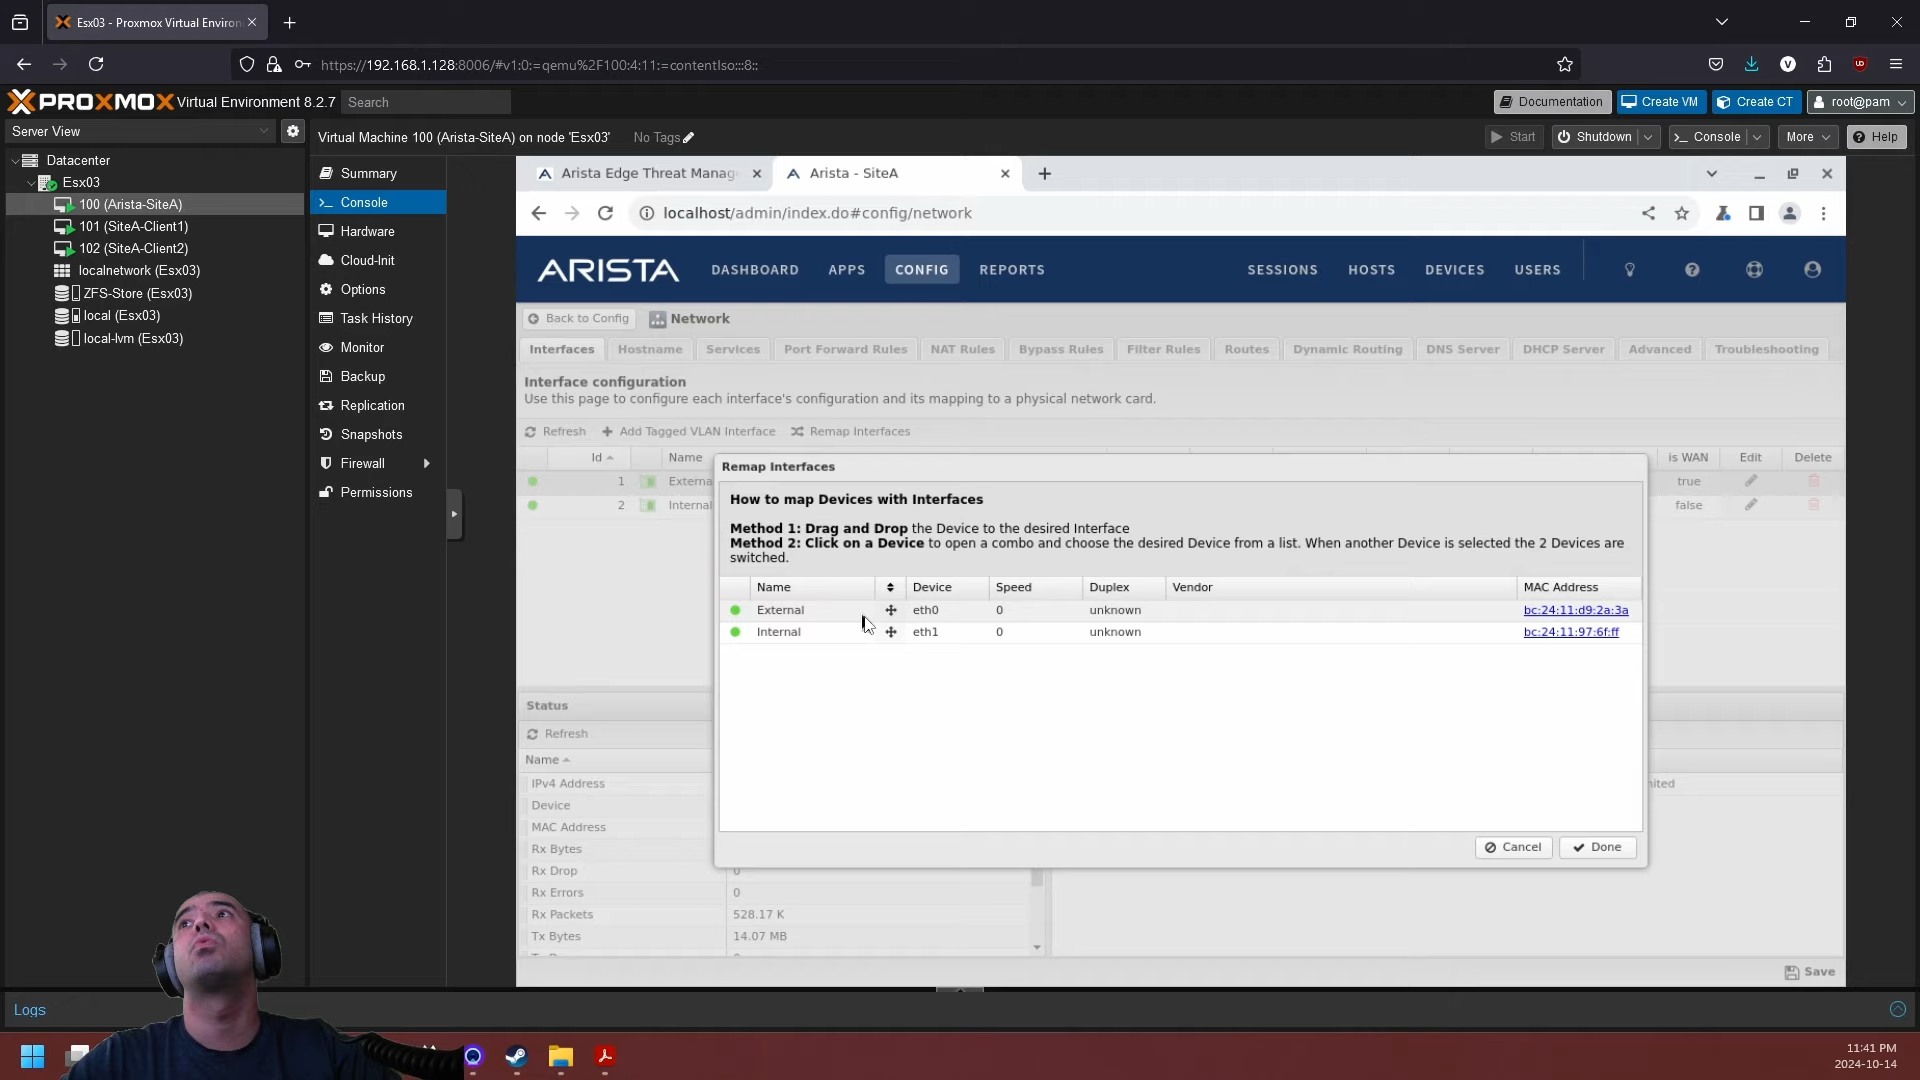 Esx03 - Proxmox Virtual Environ
https://192.168.1.128:8006/#v1:0:=qemu%2F100:4:11:=contentIso:::8::
PROXMOX Virtual Environment 8.2.7
Search
Documentation
Create VM
Create CT
root@pam
Server View
Virtual Machine 100 (Arista-SiteA) on node 'Esx03'
No Tags
Start
Shutdown
Console
More
Help
Datacenter
Esx03
100 (Arista-SiteA)
101 (SiteA-Client1)
102 (SiteA-Client2)
localnetwork (Esx03)
ZFS-Store (Esx03)
local (Esx03)
local-lvm (Esx03)
Summary
Console
Hardware
Cloud-Init
Options
Task History
Monitor
Backup
Replication
Snapshots
Firewall
Permissions
Arista Edge Threat Manag
Arista - SiteA
localhost/admin/index.do#config/network
ARISTA
DASHBOARD
APPS
CONFIG
REPORTS
SESSIONS
HOSTS
DEVICES
USERS
Back to Config
Network
Interfaces
Hostname
Services
Port Forward Rules
NAT Rules
Bypass Rules
Filter Rules
Routes
Dynamic Routing
DNS Server
DHCP Server
Advanced
Troubleshooting
Interface configuration
Use this page to configure each interface's configuration and its mapping to a physical network card.
Refresh
Add Tagged VLAN Interface
Remap Interfaces
Id
Name
is WAN
Edit
Delete
1
Externa
true
2
Internal
false
Remap Interfaces
How to map Devices with Interfaces
Method 1: Drag and Drop the Device to the desired Interface
Method 2: Click on a Device to open a combo and choose the desired Device from a list. When another Device is selected the 2 Devices are
switched.
Name
Device
Speed
Duplex
Vendor
MAC Address
External
eth0
0
unknown
bc:24:11:d9:2a:3a
Internal
eth1
0
unknown
bc:24:11:97:6f:ff
Cancel
Done
Status
Refresh
Name
IPv4 Address
Device
MAC Address
Rx Bytes
Rx Drop
0
Rx Errors
0
Rx Packets
528.17 K
Tx Bytes
14.07 MB
Save
Logs
11:41 PM
2024-10-14